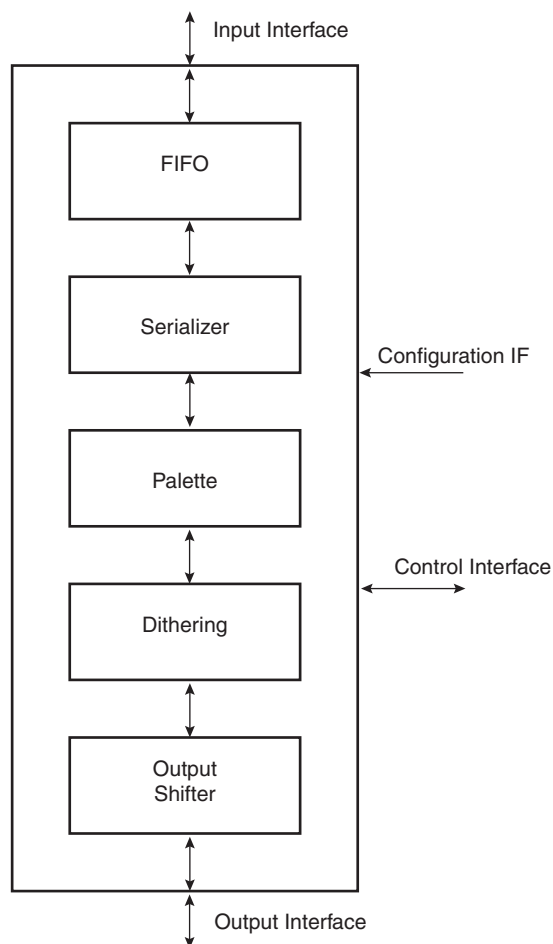 Input Interface
FIFO
Serializer
Configuration IF
Palette
Control Interface
Dithering
Output
Shifter
Output Interface